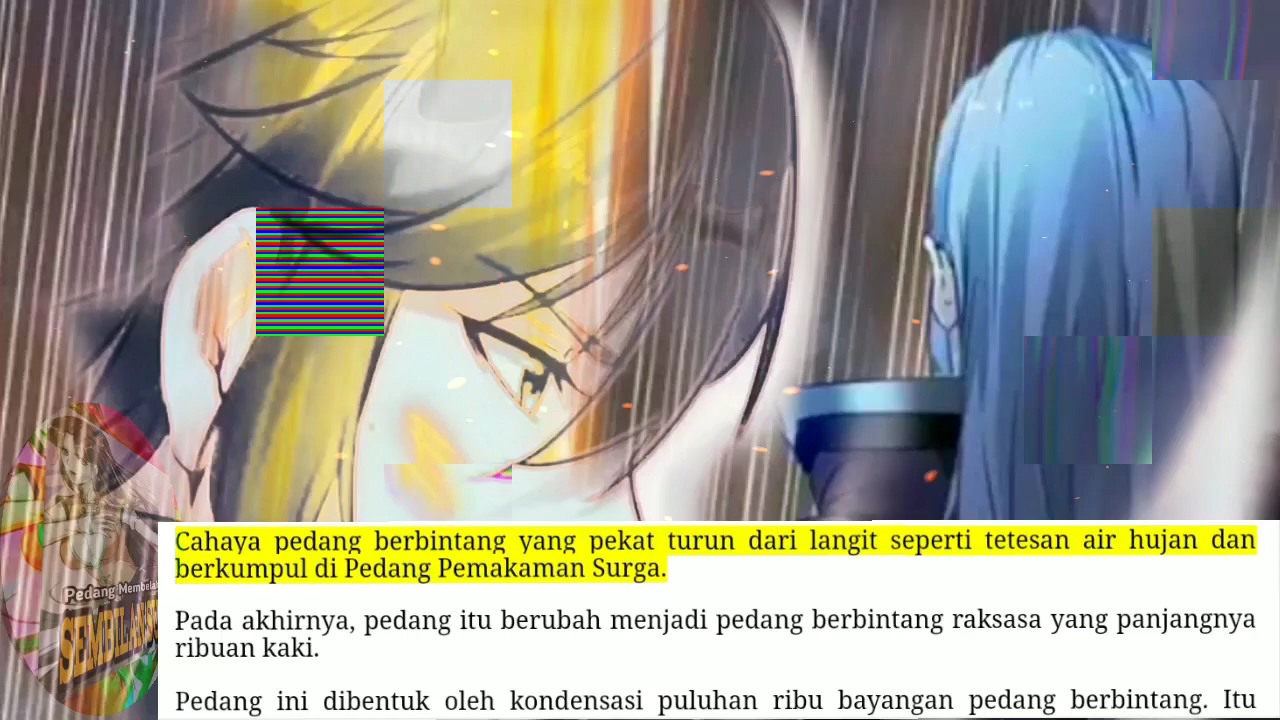 Pedang Membela
SEMBILAN SU
Cahaya pedang berbintang yang pekat turun dari langit seperti tetesan air hujan dan
berkumpul di Pedang Pemakaman Surga.
Pada akhirnya, pedang itu berubah menjadi pedang berbintang raksasa yang panjangnya
ribuan kaki.
Pedang ini dibentuk oleh kondensasi puluhan ribu bayangan pedang berbintang. Itu